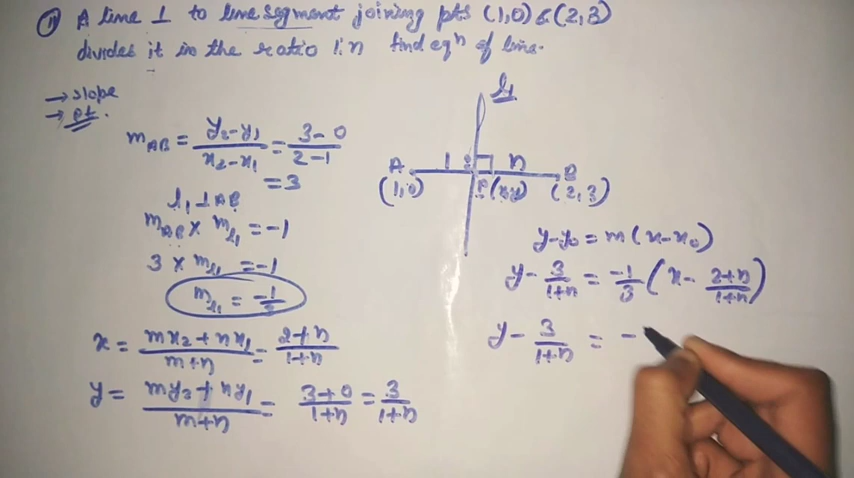 11) A line ⊥ to line segment joining pts (1,0) & (2,3)
divides it in the ratio 1:n find eqⁿ of line.
→ slope
→ pt.
m_AB = (y₂-y₁)/(x₂-x₁) = (3-0)/(2-1)
= 3
l₁ ⊥ AB
m_AB × m_l₁ = -1
3 × m_l₁ = -1
m_l₁ = -1/3
x = (mx₂+nx₁)/(m+n) = (2+n)/(1+n)
y = (my₂+ny₁)/(m+n) = (3+0)/(1+n) = 3/(1+n)
l₁
A 1 : n B
(1,0) P(x,y) (2,3)
y-y₀ = m(x-x₀)
y - 3/(1+n) = -1/3 (x - (2+n)/(1+n))
y - 3/(1+n) = -